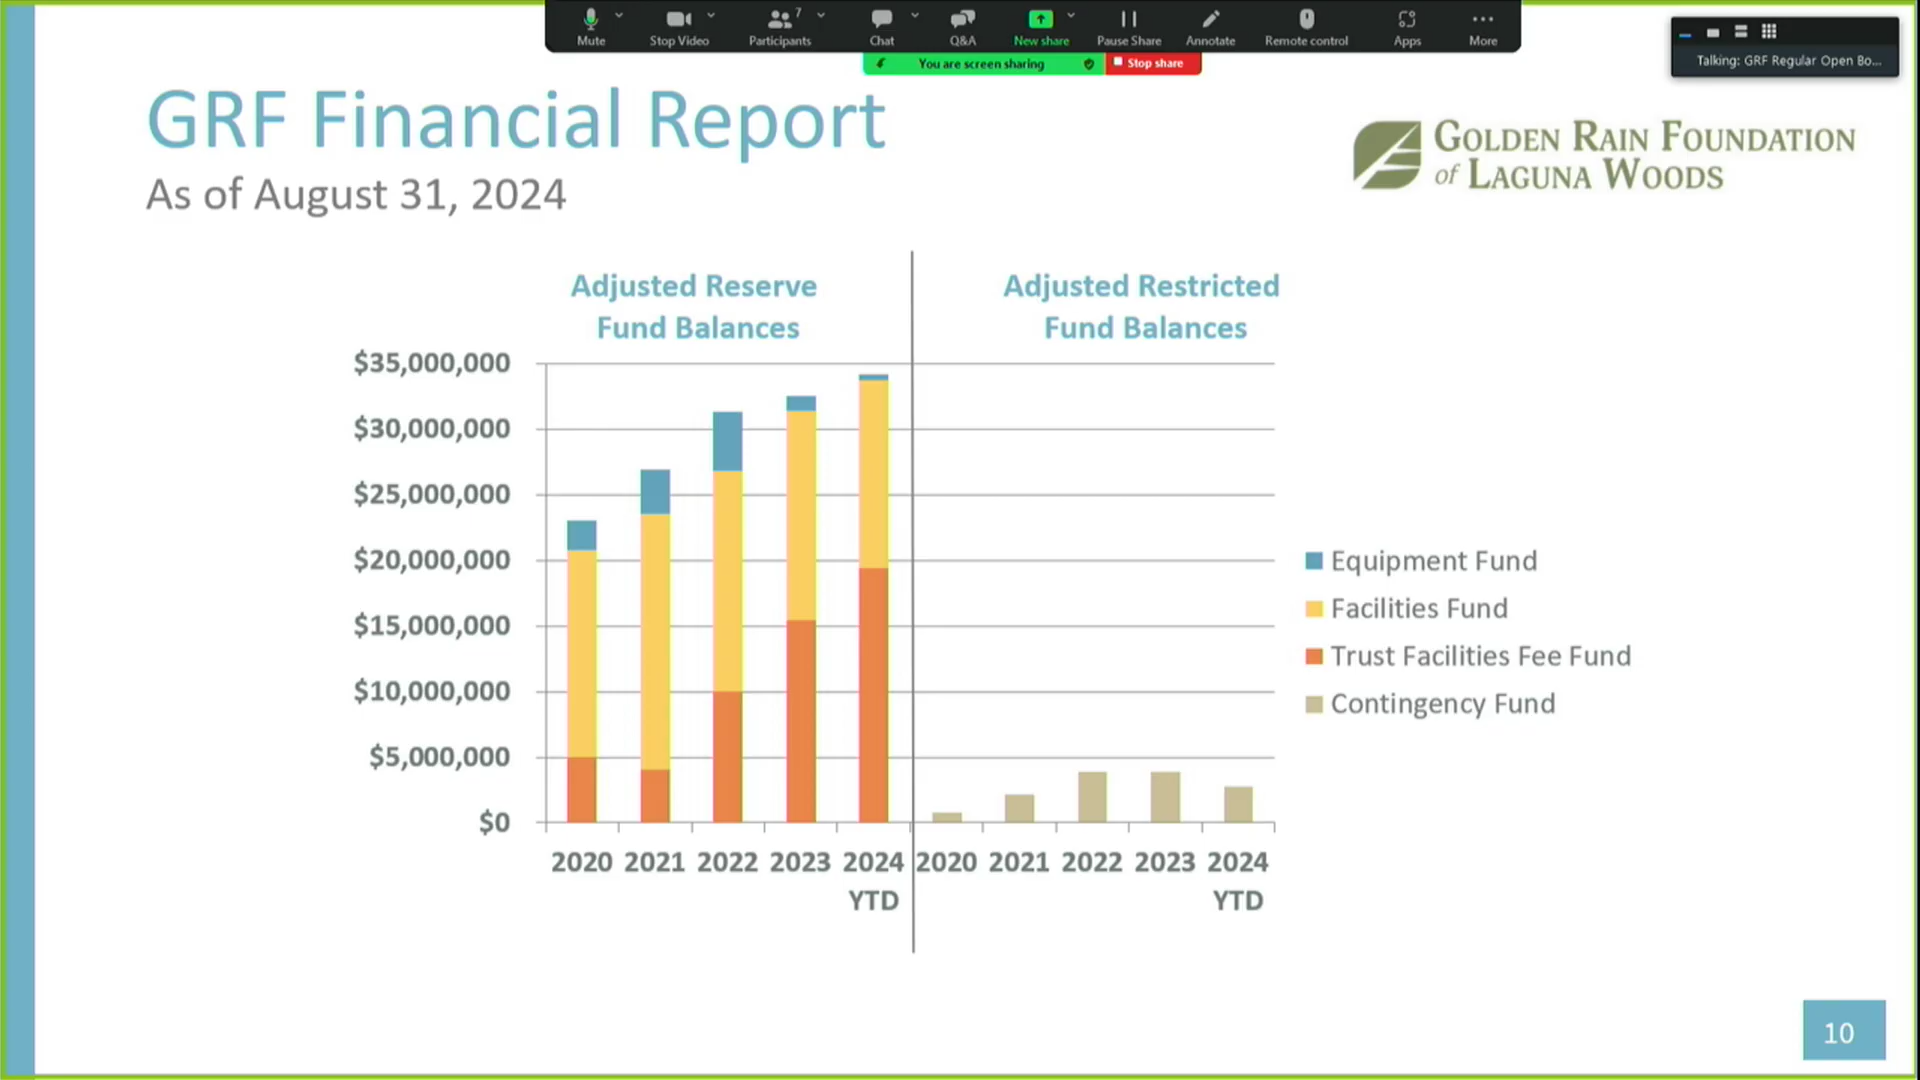 Mute
Stop Video
Participants
7
Chat
Q&A
New share
Pause Share
Annotate
Remote control
Apps
More
You are screen sharing
Stop share
Talking: GRF Regular Open Bo...
GRF Financial Report
As of August 31, 2024
GOLDEN RAIN FOUNDATION
of LAGUNA WOODS
Adjusted Reserve
Fund Balances
Adjusted Restricted
Fund Balances
$35,000,000
$30,000,000
$25,000,000
$20,000,000
$15,000,000
$10,000,000
$5,000,000
$0
2020 2021 2022 2023 2024
YTD
2020 2021 2022 2023 2024
YTD
Equipment Fund
Facilities Fund
Trust Facilities Fee Fund
Contingency Fund
10